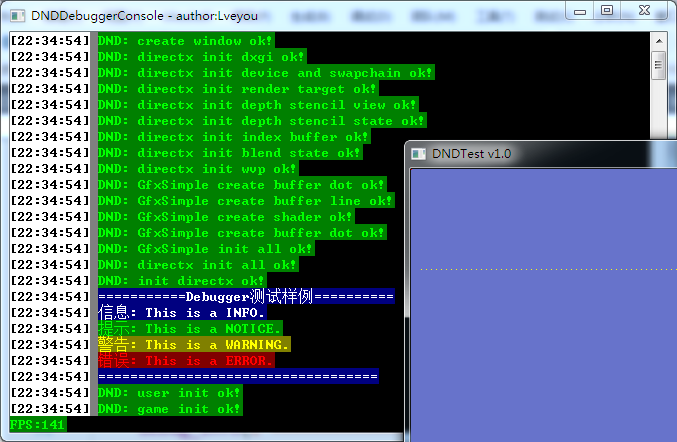 DNDDebuggerConsole - author:Lveyou
[22:34:54] DND: create window ok!
[22:34:54] DND: directx init dxgi ok!
[22:34:54] DND: directx init device and swapchain ok!
[22:34:54] DND: directx init render target ok!
[22:34:54] DND: directx init depth stencil view ok!
[22:34:54] DND: directx init depth stencil state ok!
[22:34:54] DND: directx init index buffer ok!
[22:34:54] DND: directx init blend state ok!
[22:34:54] DND: directx init wvp ok!
[22:34:54] DND: GfxSimple create buffer dot ok!
[22:34:54] DND: GfxSimple create buffer line ok!
[22:34:54] DND: GfxSimple create shader ok!
[22:34:54] DND: GfxSimple create buffer dot ok!
[22:34:54] DND: GfxSimple init all ok!
[22:34:54] DND: directx init all ok!
[22:34:54] DND: init directx ok!
[22:34:54] ===========Debugger测试样例==========
[22:34:54] 信息: This is a INFO.
[22:34:54] 提示: This is a NOTICE.
[22:34:54] 警告: This is a WARNING.
[22:34:54] 错误: This is a ERROR.
[22:34:54] ===================================
[22:34:54] DND: user init ok!
[22:34:54] DND: game init ok!
FPS:141
DNDTest v1.0